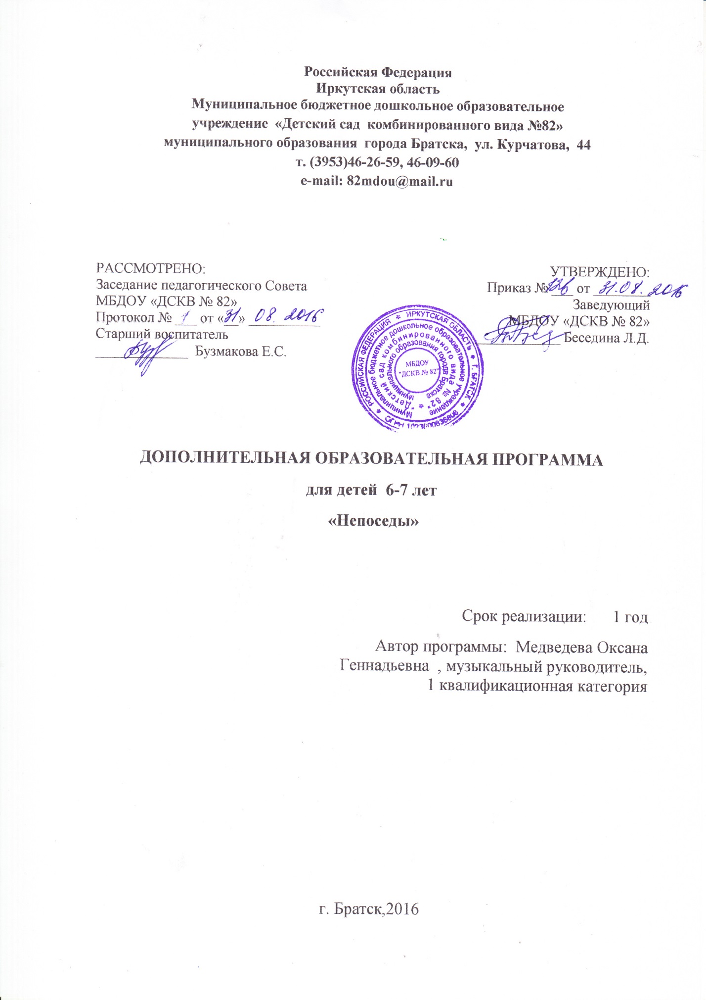 Российская Федерация
Иркутская область
Муниципальное бюджетное дошкольное образовательное
учреждение «Детский сад комбинированного вида №82»
муниципального образования города Братска, ул. Курчатова, 44
т. (3953)46-26-59, 46-09-60
e-mail: 82mdou@mail.ru
РАССМОТРЕНО:
Заседание педагогического Совета
МБДОУ «ДСКВ № 82»
Протокол № 1 от «31» 08. 2016
Старший воспитатель
Бузмакова Е.С.
УТВЕРЖДЕНО:
Приказ № 126 от 31.08.2016
Заведующий
МБДОУ «ДСКВ № 82»
Беседина Л.Д.
РОССИЙСКАЯ ФЕДЕРАЦИЯ * ИРКУТСКАЯ ОБЛАСТЬ * Г. БРАТСК *
Муниципальное бюджетное дошкольное образовательное учреждение
"Детский сад комбинированного вида № 82" *
муниципального образования города Братска
МБДОУ
"ДСКВ № 82"
ОГРН
ДОПОЛНИТЕЛЬНАЯ ОБРАЗОВАТЕЛЬНАЯ ПРОГРАММА
для детей 6-7 лет
«Непоседы»
Срок реализации: 1 год
Автор программы: Медведева Оксана
Геннадьевна , музыкальный руководитель,
1 квалификационная категория
г. Братск,2016